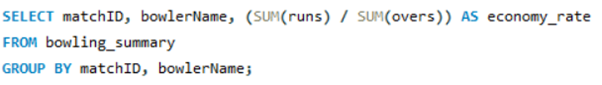 SELECT matchID, bowlerName, (SUM(runs) / SUM(overs)) AS economy_rate
FROM bowling_summary
GROUP BY matchID, bowlerName;